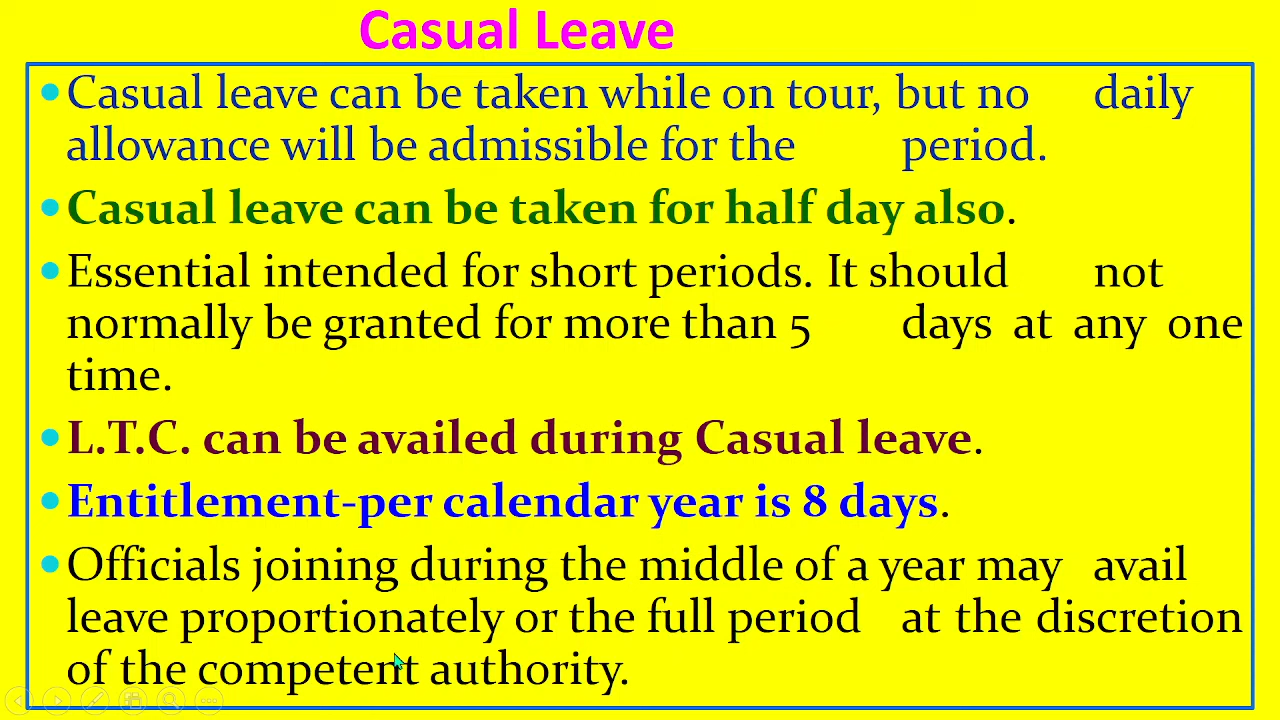 Casual Leave
• Casual leave can be taken while on tour, but no daily
allowance will be admissible for the period.
• Casual leave can be taken for half day also.
• Essential intended for short periods. It should not
normally be granted for more than 5 days at any one
time.
• L.T.C. can be availed during Casual leave.
• Entitlement-per calendar year is 8 days.
• Officials joining during the middle of a year may avail
leave proportionately or the full period at the discretion
of the competent authority.